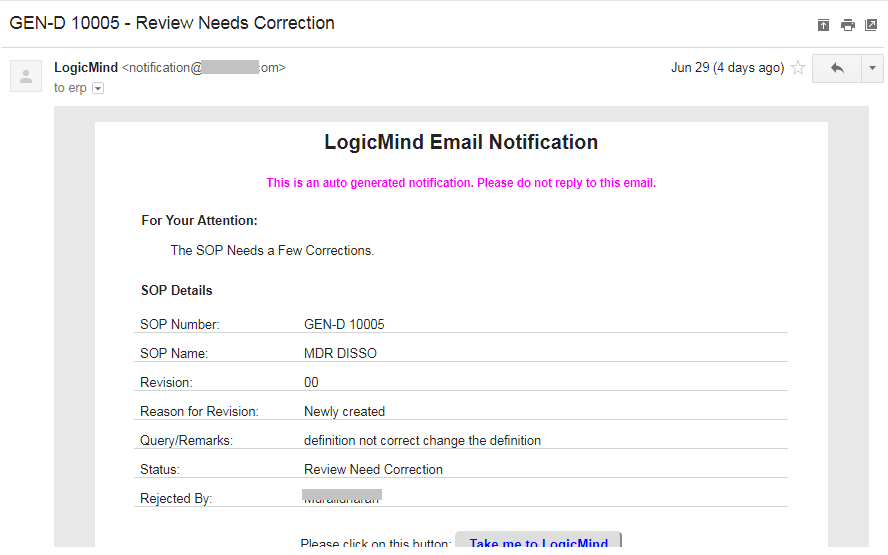 GEN-D 10005 - Review Needs Correction
LogicMind <notification@ om>
Jun 29 (4 days ago)
to erp
LogicMind Email Notification
This is an auto generated notification. Please do not reply to this email.
For Your Attention:
The SOP Needs a Few Corrections.
SOP Details
SOP Number: GEN-D 10005
SOP Name: MDR DISSO
Revision: 00
Reason for Revision: Newly created
Query/Remarks: definition not correct change the definition
Status: Review Need Correction
Rejected By:
Please click on this button: Take me to LogicMind